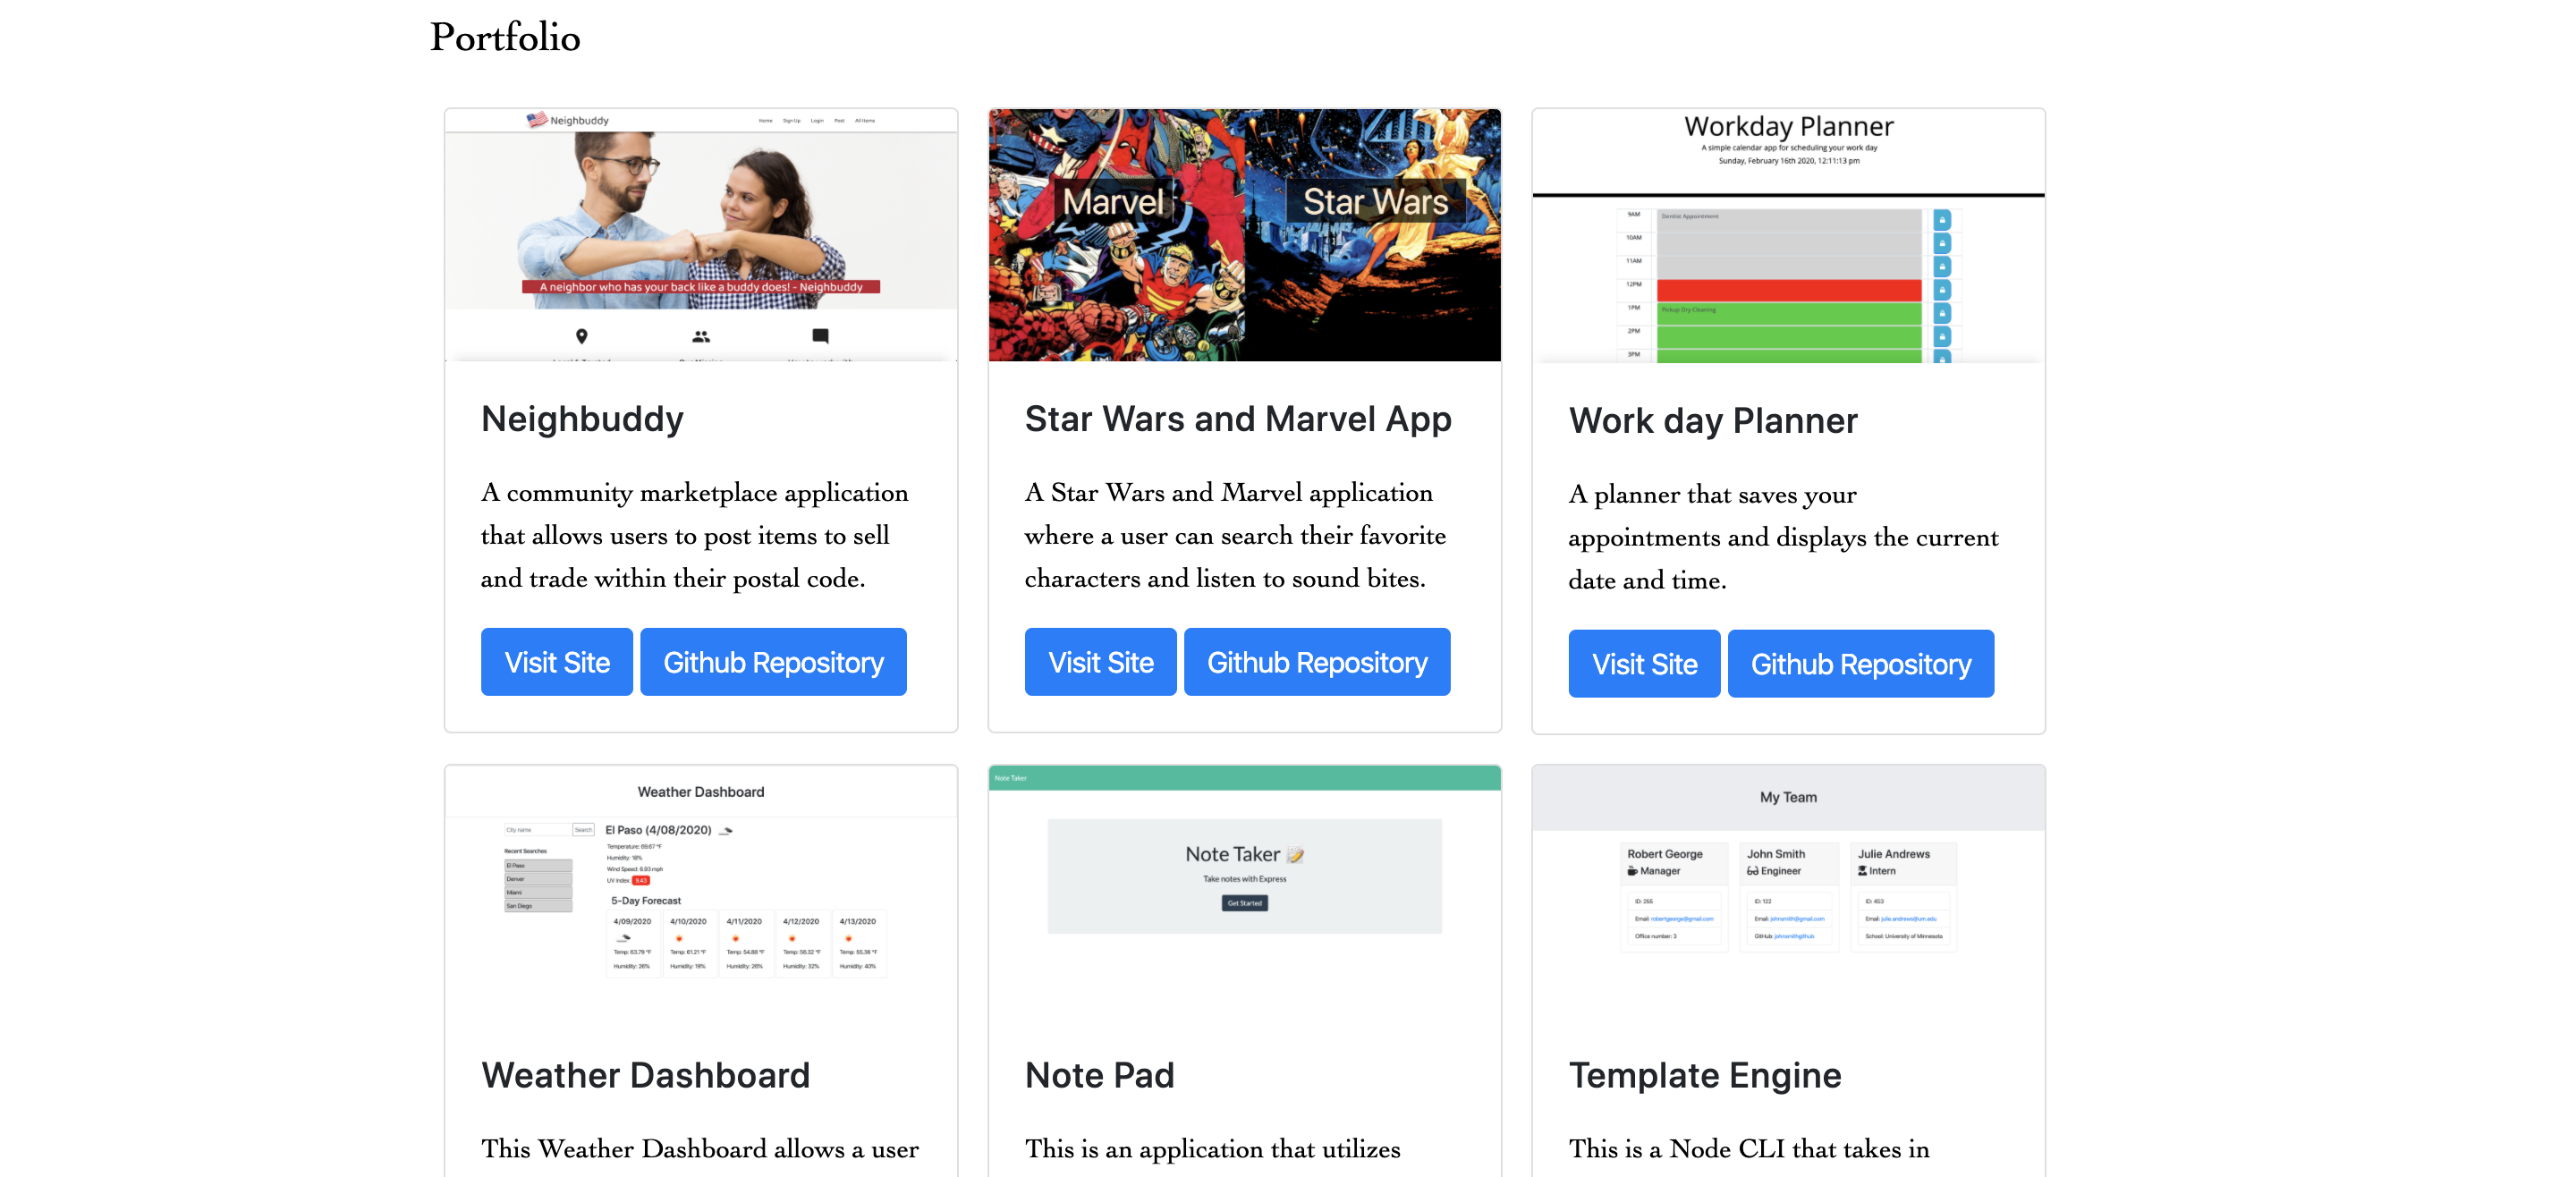 Portfolio
Neighbuddy
Home Sign Up Login Post All Items
A neighbor who has your back like a buddy does! - Neighbuddy
Neighbuddy
A community marketplace application
that allows users to post items to sell
and trade within their postal code.
Visit Site Github Repository
Marvel Star Wars
Star Wars and Marvel App
A Star Wars and Marvel application
where a user can search their favorite
characters and listen to sound bites.
Visit Site Github Repository
Workday Planner
A simple calendar app for scheduling your work day
Sunday, February 16th 2020, 12:11:13 pm
9AM Dentist Appointment
10AM
11AM
12PM
1PM Pickup Dry Cleaning
2PM
3PM
Work day Planner
A planner that saves your
appointments and displays the current
date and time.
Visit Site Github Repository
Weather Dashboard
City name Search
Recent Searches
El Paso
Denver
Miami
San Diego
El Paso (4/08/2020)
Temperature: 69.67 °F
Humidity: 18%
Wind Speed: 6.93 mph
UV Index: 9.43
5-Day Forecast
4/09/2020 4/10/2020 4/11/2020 4/12/2020 4/13/2020
Temp: 63.79 °F Temp: 61.21 °F Temp: 54.88 °F Temp: 56.32 °F Temp: 55.36 °F
Humidity: 26% Humidity: 19% Humidity: 26% Humidity: 32% Humidity: 40%
Weather Dashboard
This Weather Dashboard allows a user
Note Taker
Note Taker
Take notes with Express
Get Started
Note Pad
This is an application that utilizes
My Team
Robert George
Manager
ID: 255
Email: robertgeorge@gmail.com
Office number: 3
John Smith
Engineer
ID: 122
Email: johnsmith@gmail.com
GitHub: johnsmithgithub
Julie Andrews
Intern
ID: 453
Email: julie.andrews@um.edu
School: University of Minnesota
Template Engine
This is a Node CLI that takes in